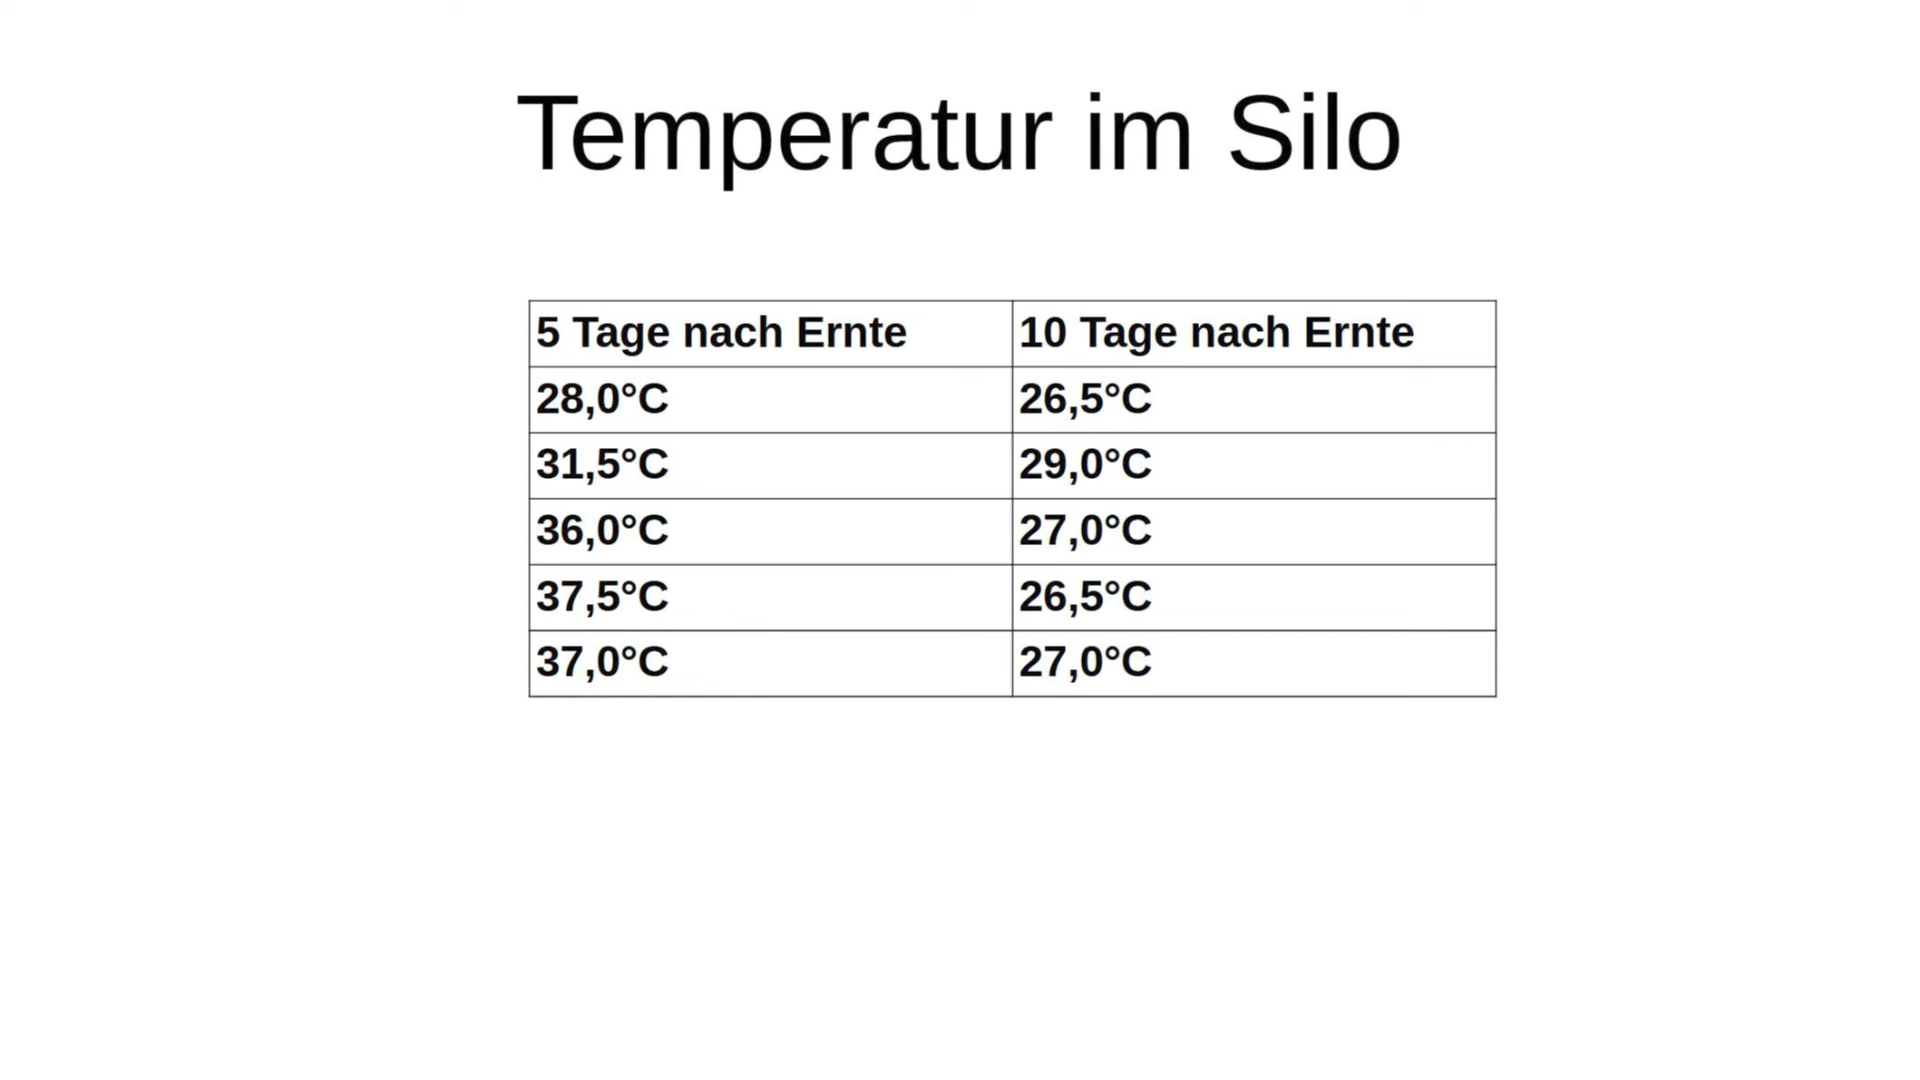 Temperatur im Silo
5 Tage nach Ernte 10 Tage nach Ernte
28,0°C 26,5°C
31,5°C 29,0°C
36,0°C 27,0°C
37,5°C 26,5°C
37,0°C 27,0°C